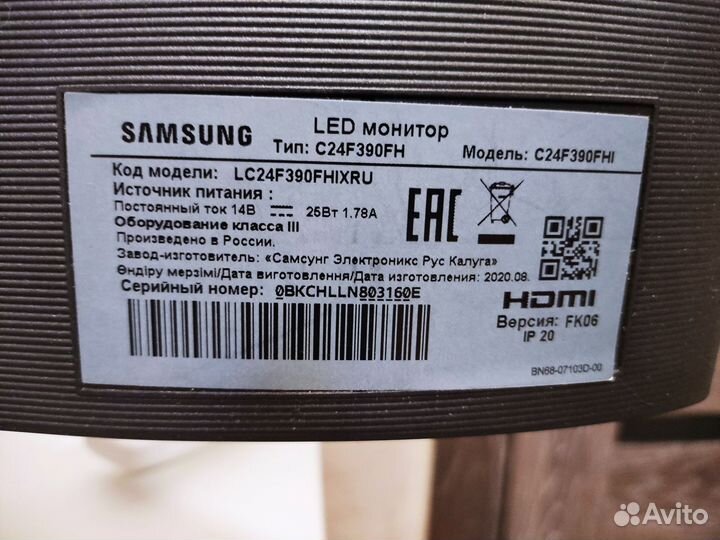 SAMSUNG
LED монитор
Тип: C24F390FH
Модель: C24F390FHI
Код модели: LC24F390FHIXRU
Источник питания :
Постоянный ток 14В 25Вт 1.78A
Оборудование класса III
Произведено в России.
Завод-изготовитель: «Самсунг Электроникс Рус Калуга»
Өндіру мерзімі/Дата виготовлення/Дата изготовления: 2020.08.
Серийный номер: 0BKCHLLN803160E
EAC
HDMI
Версия: FK06
IP 20
BN68-07103D-00
Avito